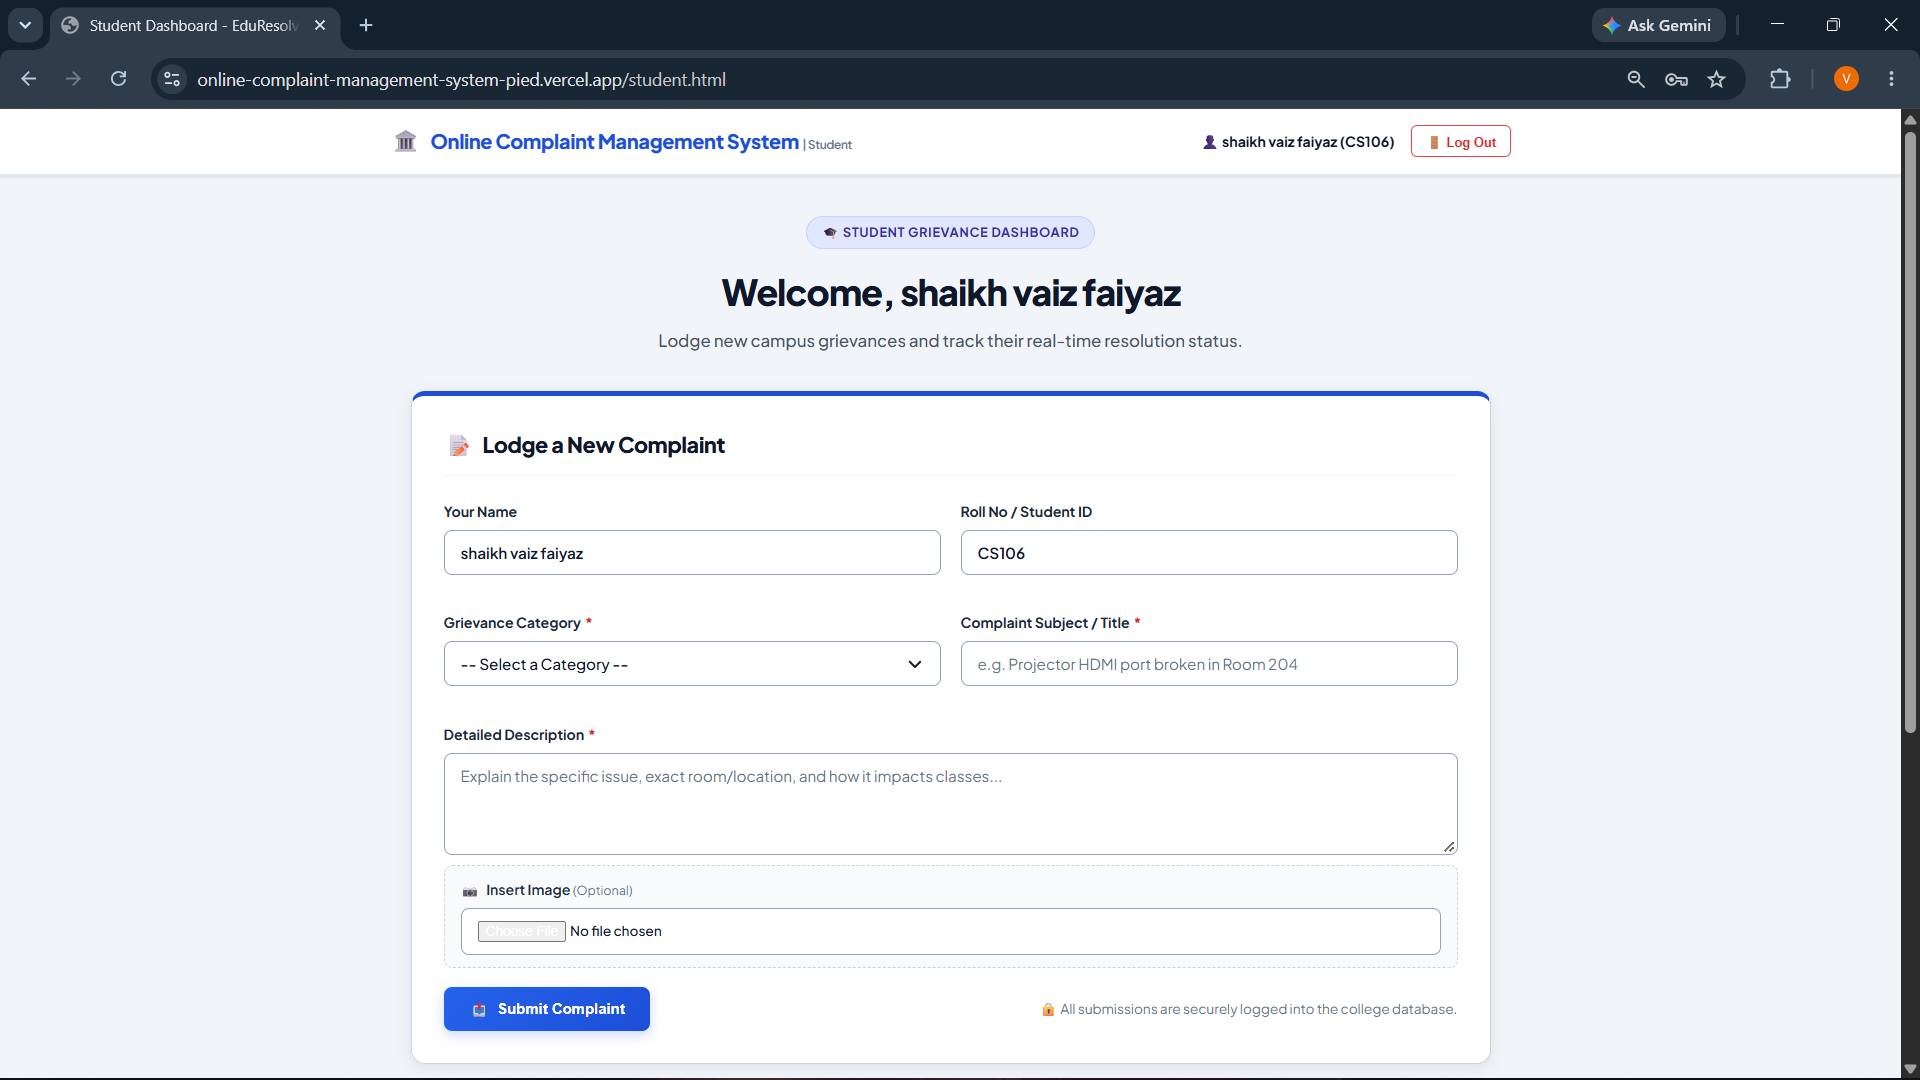 Student Dashboard - EduResolv
Ask Gemini
online-complaint-management-system-pied.vercel.app/student.html
V
Online Complaint Management System | Student
shaikh vaiz faiyaz (CS106)
Log Out
STUDENT GRIEVANCE DASHBOARD
Welcome, shaikh vaiz faiyaz
Lodge new campus grievances and track their real-time resolution status.
Lodge a New Complaint
Your Name
Roll No / Student ID
shaikh vaiz faiyaz
CS106
Grievance Category *
Complaint Subject / Title *
-- Select a Category --
e.g. Projector HDMI port broken in Room 204
Detailed Description *
Explain the specific issue, exact room/location, and how it impacts classes...
Insert Image (Optional)
Choose File No file chosen
Submit Complaint
All submissions are securely logged into the college database.